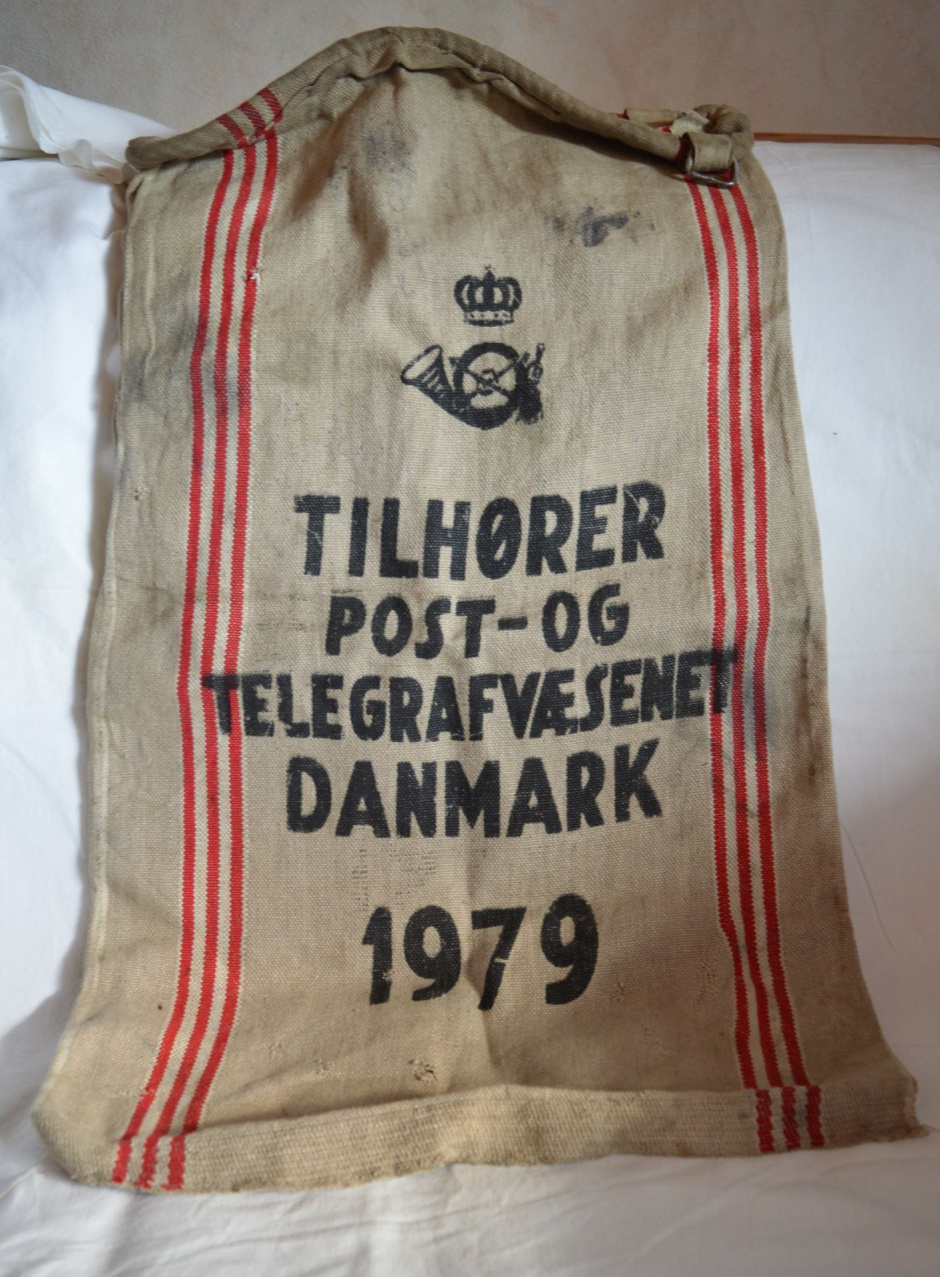 TILHØRER
POST-OG
TELEGRAFVÆSENET
DANMARK
1979